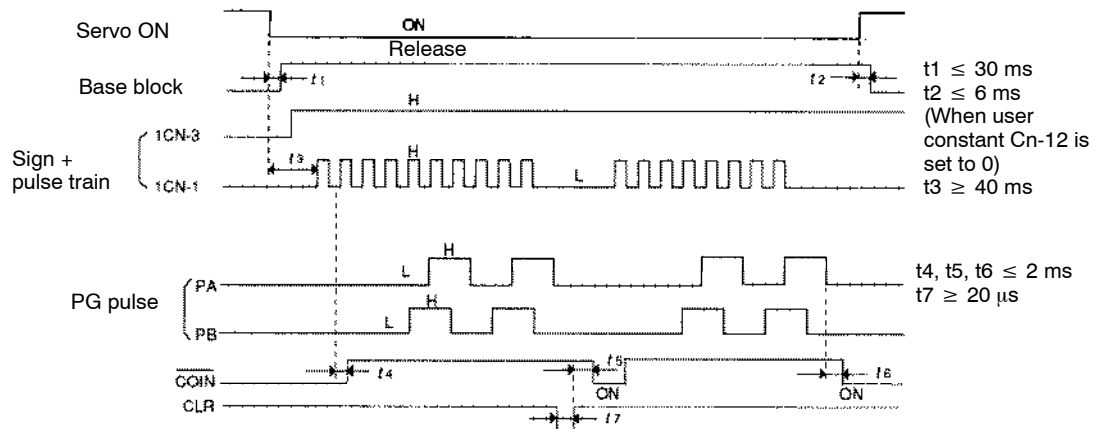 Servo ON
ON
Release
Base block
t1
t2
t1 ≤ 30 ms
t2 ≤ 6 ms
(When user
constant Cn-12 is
set to 0)
t3 ≥ 40 ms
H
1CN-3
Sign +
pulse train
t3
H
L
1CN-1
H
L
PA
PG pulse
H
L
PB
t4, t5, t6 ≤ 2 ms
t7 ≥ 20 μs
COIN
t4
t5
ON
t6
ON
CLR
t7